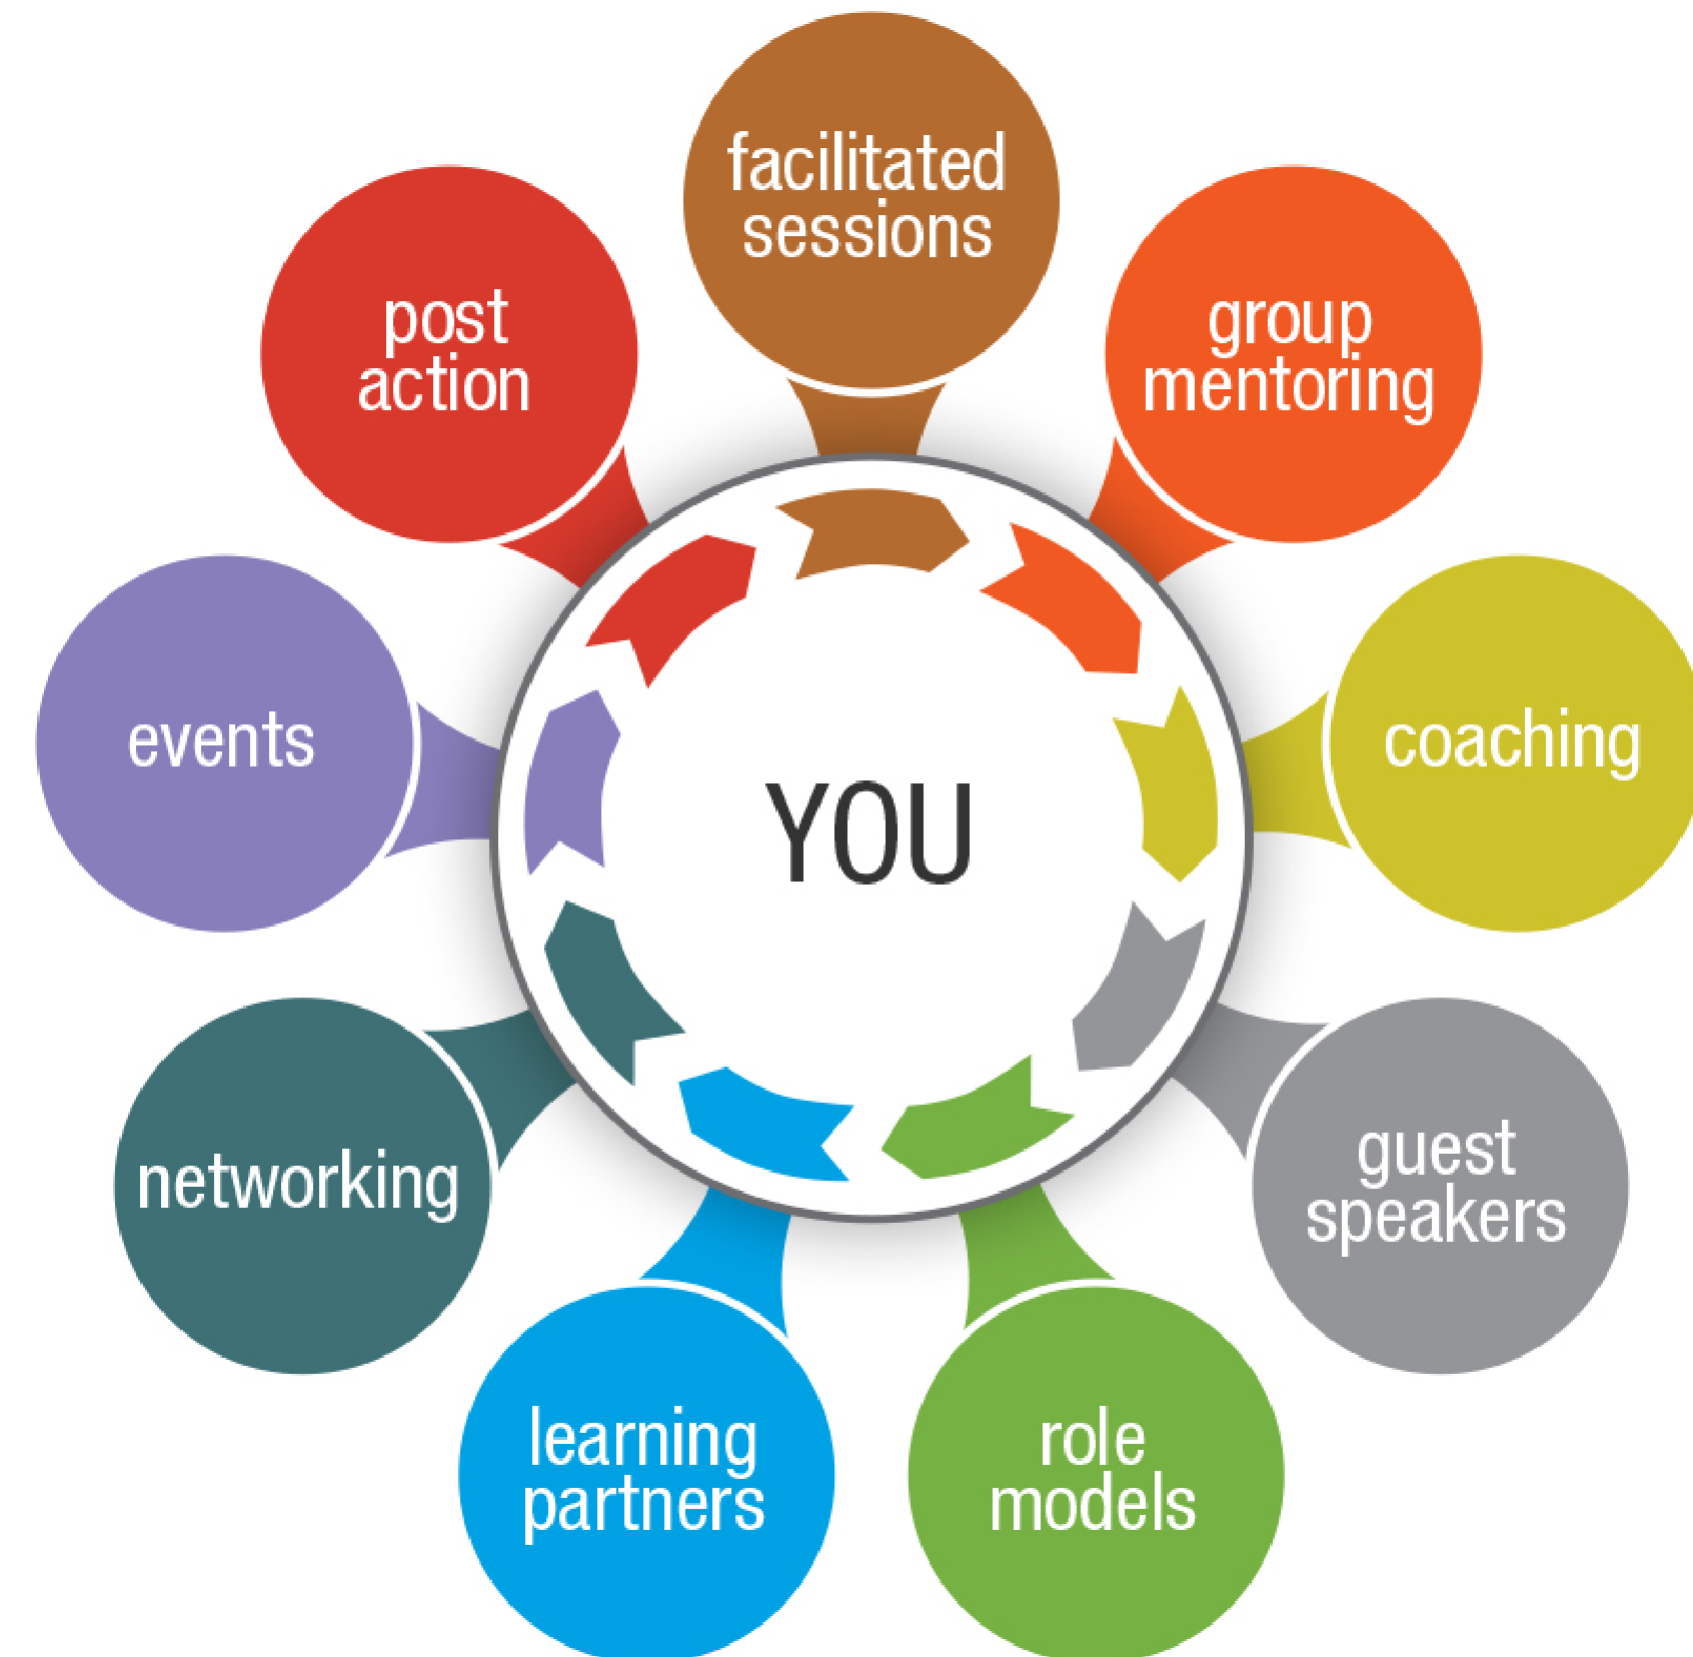 facilitated
sessions
group
mentoring
coaching
guest
speakers
role
models
learning
partners
networking
events
post
action
YOU